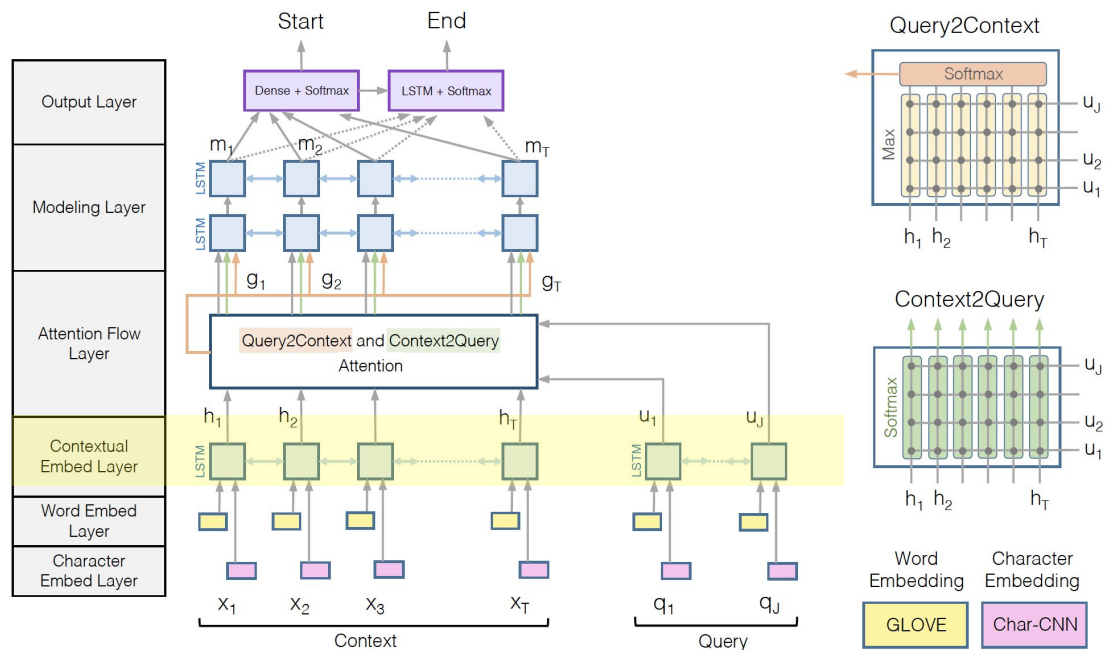 Start
End
Query2Context
Output Layer
Dense + Softmax
LSTM + Softmax
Softmax
Max
u_J
u_2
u_1
h_1 h_2 h_T
m_1 m_2 m_T
Modeling Layer
LSTM
LSTM
g_1 g_2 g_T
Attention Flow
Layer
Query2Context and Context2Query
Attention
Context2Query
Softmax
u_J
u_2
u_1
h_1 h_2 h_T
h_1 h_2 h_T
u_1 u_J
Contextual
Embed Layer
LSTM
LSTM
Word Embed
Layer
Character
Embed Layer
x_1 x_2 x_3 x_T
q_1 q_J
Context
Query
Word
Embedding
GLOVE
Character
Embedding
Char-CNN